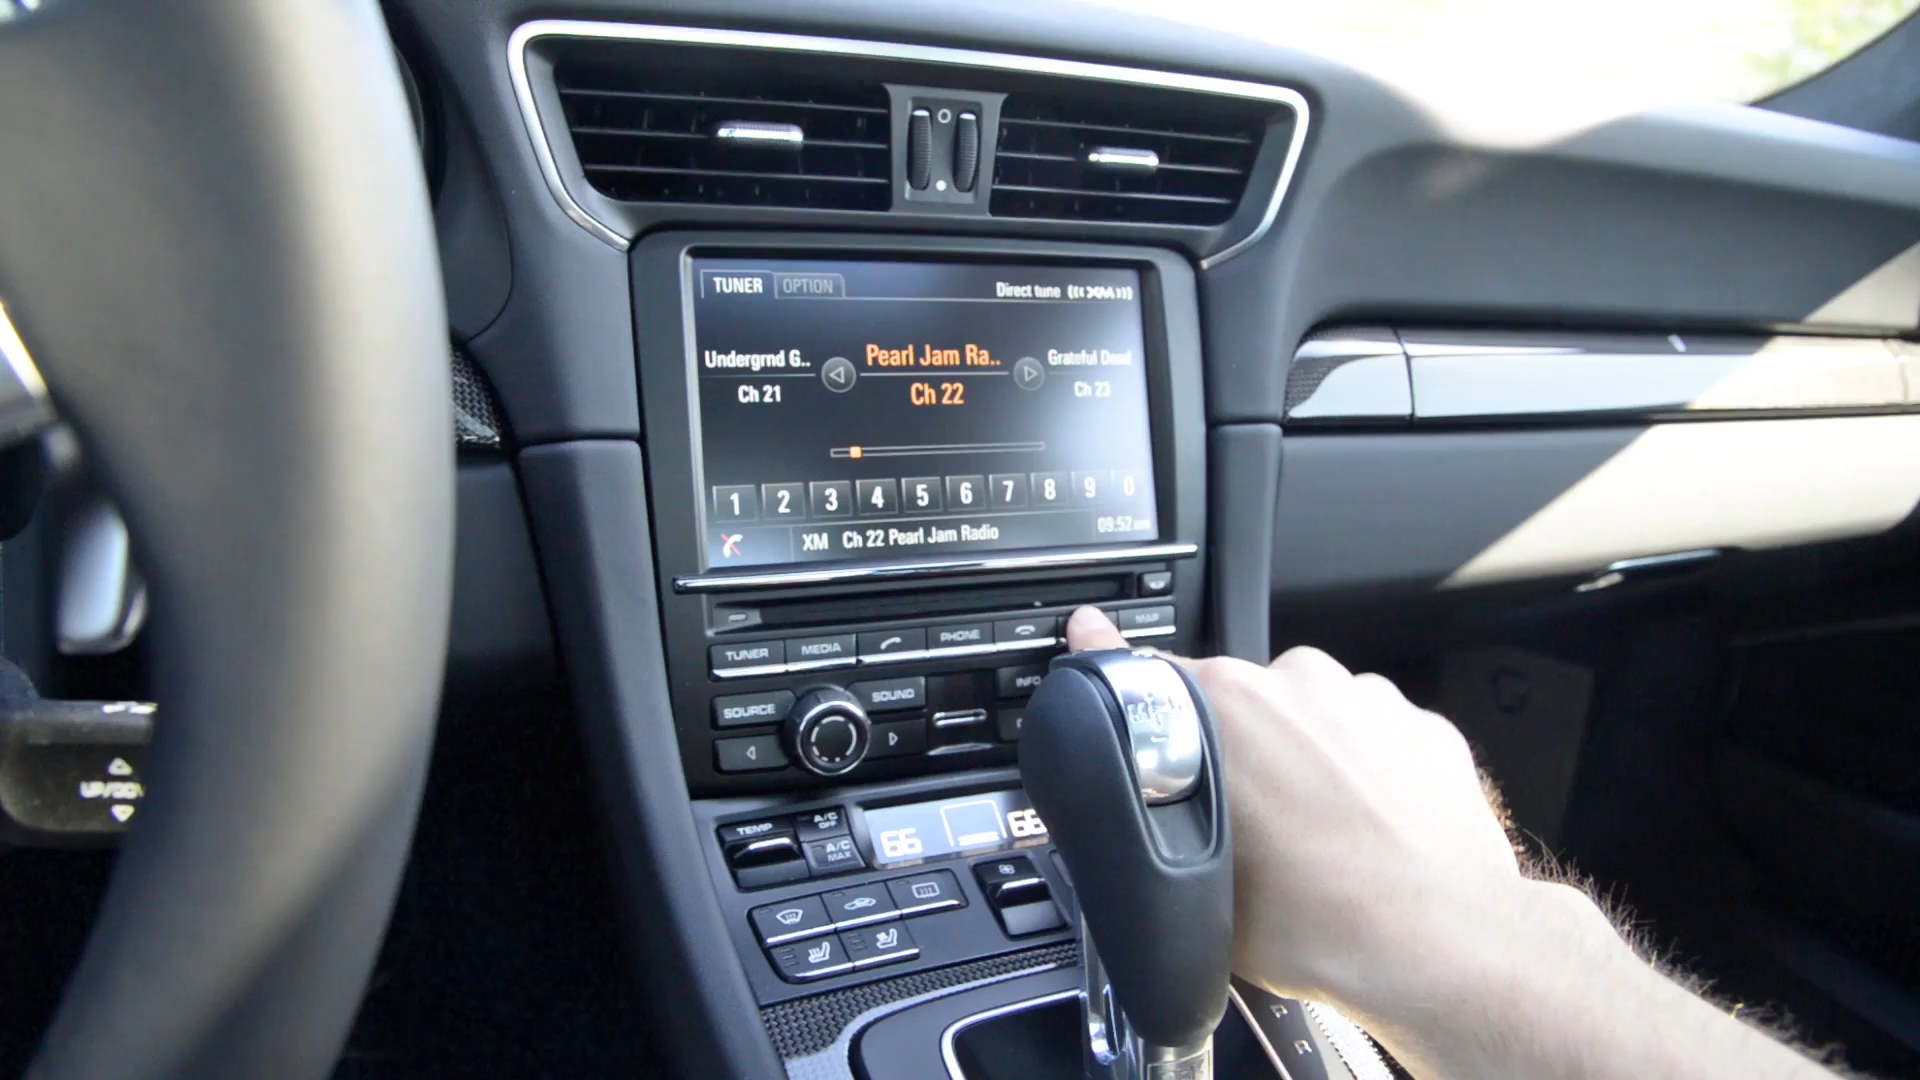 TUNER OPTION
Direct tune ((( XM )))
Undergrnd G.. Pearl Jam Ra.. Grateful Dead
Ch 21 Ch 22 Ch 23
1 2 3 4 5 6 7 8 9 0
XM Ch 22 Pearl Jam Radio 09:52 am
TUNER MEDIA PHONE MAP
SOURCE SOUND INFO
TEMP A/C OFF
A/C MAX
66 66